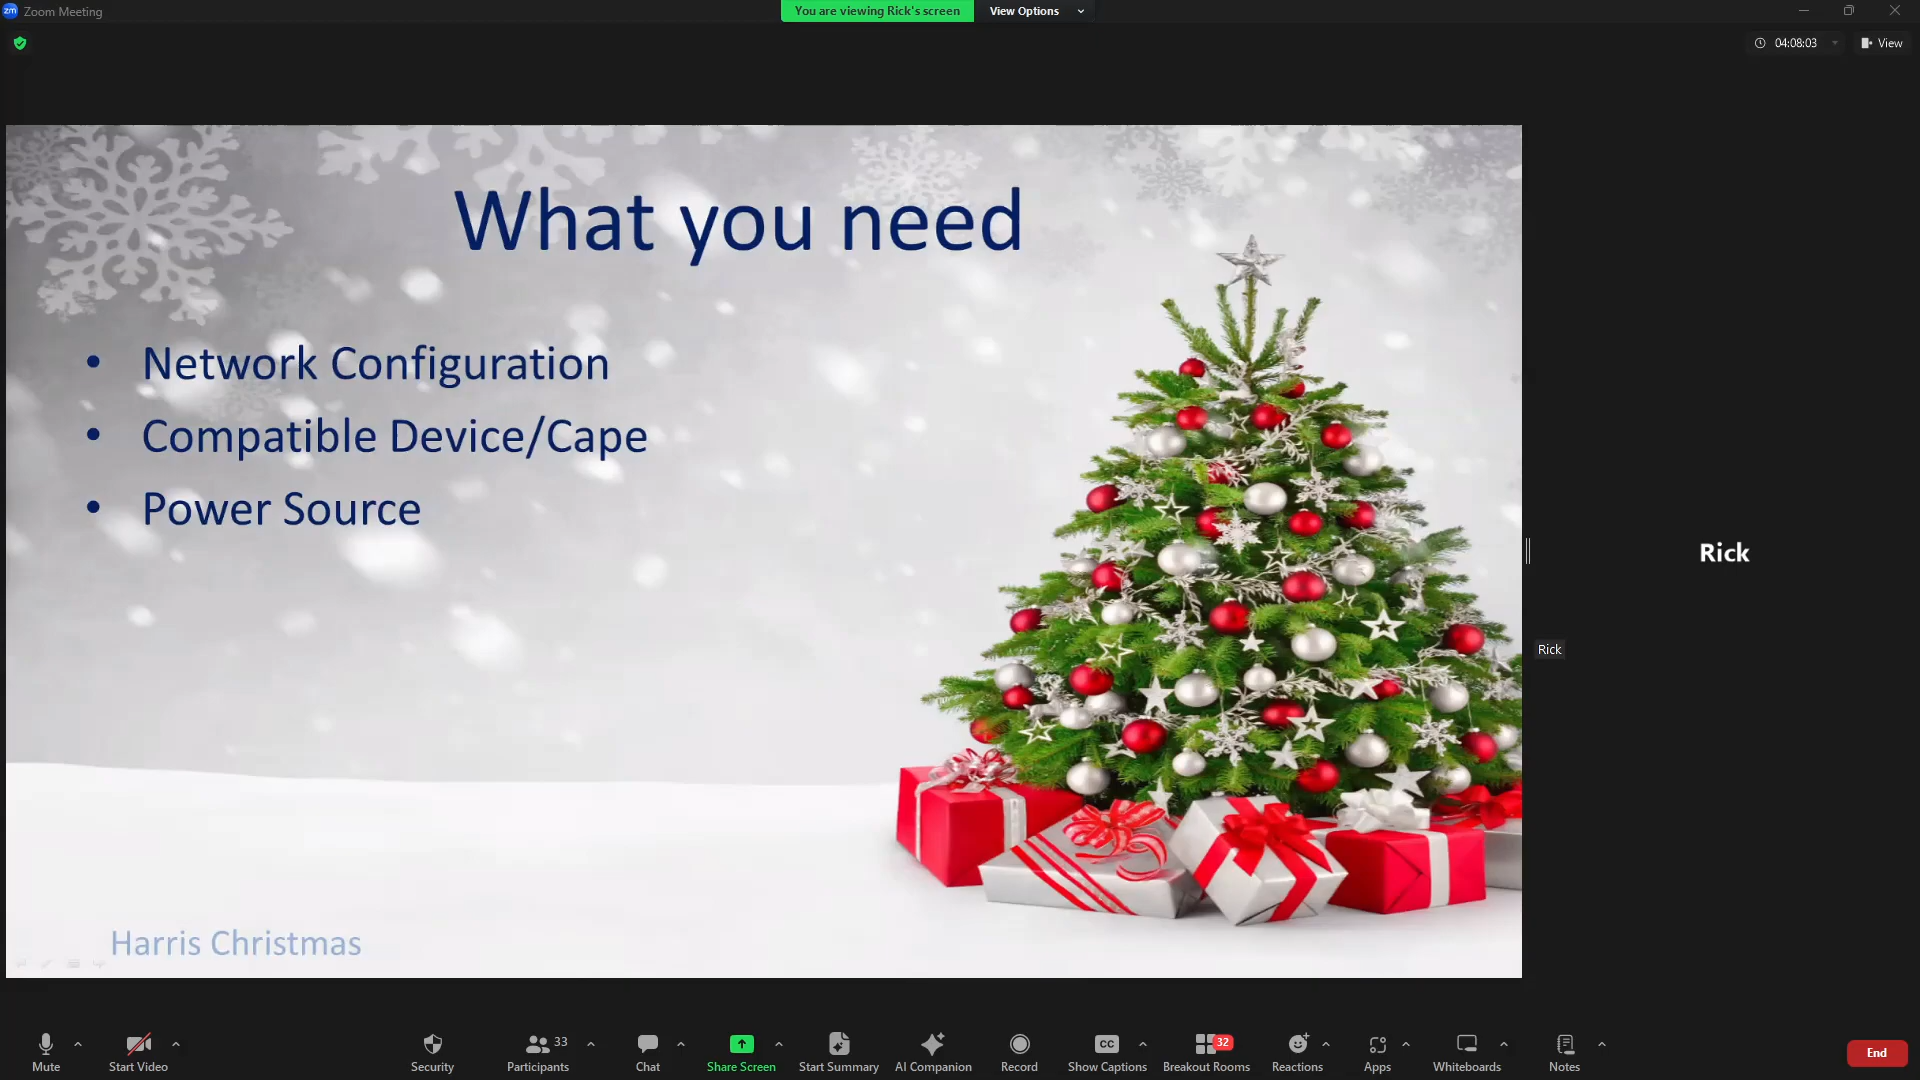 zm Zoom Meeting
You are viewing Rick's screen
View Options
04:08:03
View
What you need
• Network Configuration
• Compatible Device/Cape
• Power Source
Harris Christmas
Rick
Rick
Mute
Start Video
Security
Participants 33
Chat
Share Screen
Start Summary
AI Companion
Record
CC
Show Captions
Breakout Rooms 32
Reactions
Apps
Whiteboards
Notes
End